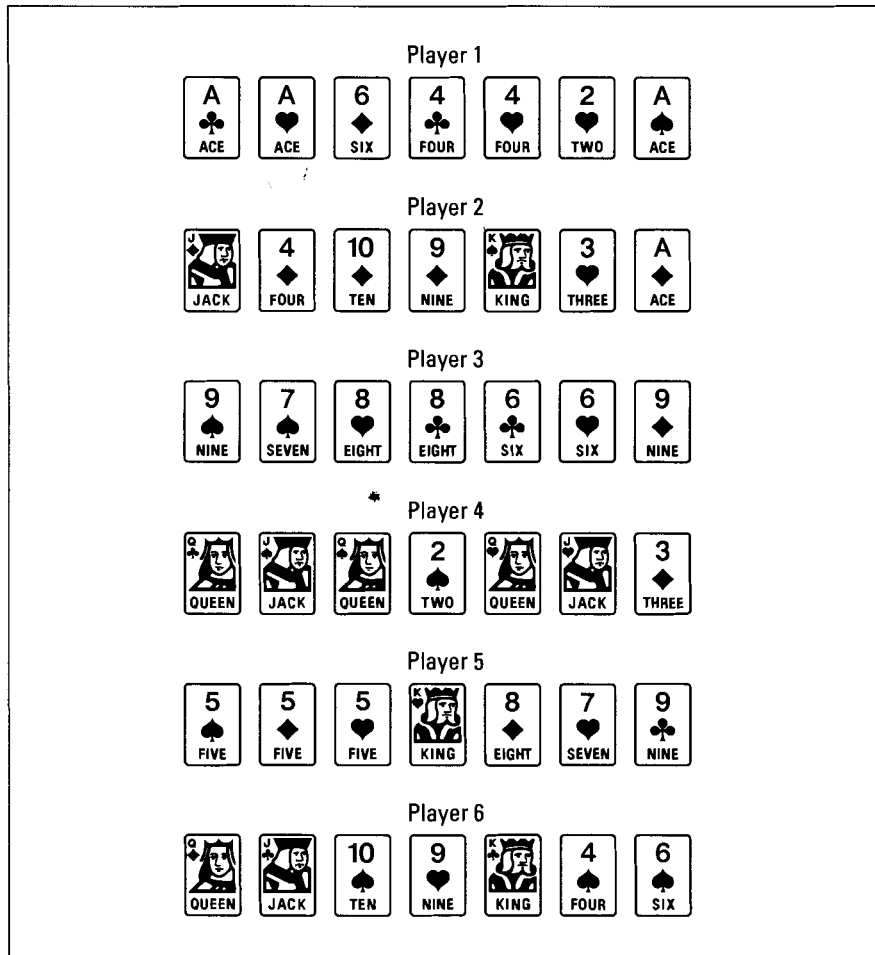 Player 1
A A 6 4 4 2 A
ACE ACE SIX FOUR FOUR TWO ACE
Player 2
J 4 10 9 K 3 A
JACK FOUR TEN NINE KING THREE ACE
Player 3
9 7 8 8 6 6 9
NINE SEVEN EIGHT EIGHT SIX SIX NINE
Player 4
Q J Q 2 Q J 3
QUEEN JACK QUEEN TWO QUEEN JACK THREE
Player 5
5 5 5 K 8 7 9
FIVE FIVE FIVE KING EIGHT SEVEN NINE
Player 6
Q J 10 9 K 4 6
QUEEN JACK TEN NINE KING FOUR SIX